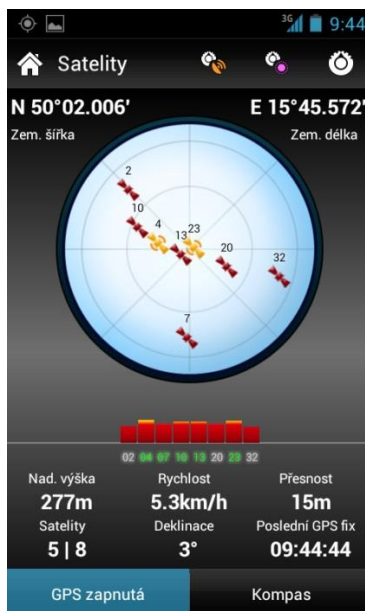 3G 9:44
Satelity
N 50°02.006' E 15°45.572'
Zem. šířka Zem. délka
2
10
4
13 23
20
32
7
02 04 07 10 13 20 23 32
Nad. výška Rychlost Přesnost
277m 5.3km/h 15m
Satelity Deklinace Poslední GPS fix
5 | 8 3° 09:44:44
GPS zapnutá Kompas